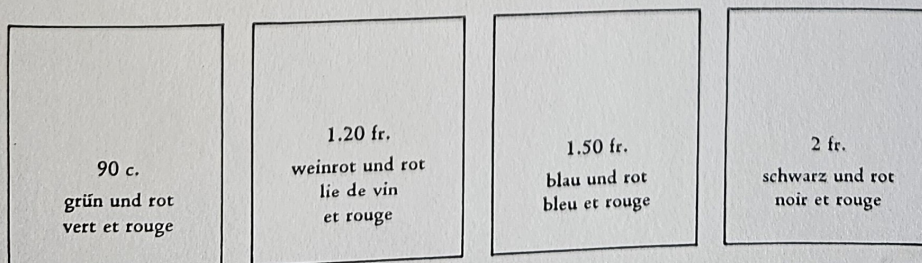 90 c.
grün und rot
vert et rouge
1.20 fr.
weinrot und rot
lie de vin
et rouge
1.50 fr.
blau und rot
bleu et rouge
2 fr.
schwarz und rot
noir et rouge